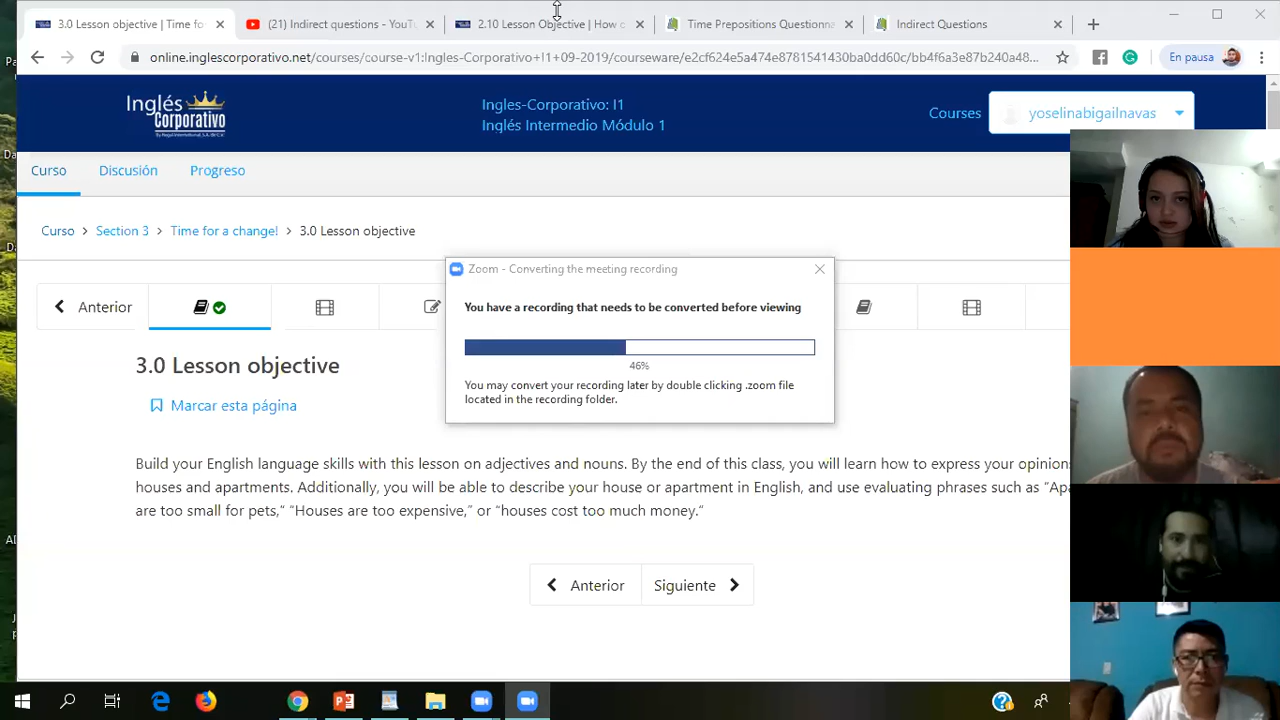 3.0 Lesson objective | Time for
(21) Indirect questions - YouTu
2.10 Lesson Objective | How c
Time Prepositions Questionna
Indirect Questions
online.inglescorporativo.net/courses/course-v1:Ingles-Corporativo+I1+09-2019/courseware/e2cf624e5a474e8781541430ba0dd60c/bb4f6a3e87a240a48...
En pausa
Inglés
Corporativo
Ingles-Corporativo: I1
Inglés Intermedio Módulo 1
Courses
yoselinabigailnavas
Curso
Discusión
Progreso
Curso > Section 3 > Time for a change! > 3.0 Lesson objective
Zoom - Converting the meeting recording
You have a recording that needs to be converted before viewing
46%
You may convert your recording later by double clicking .zoom file
located in the recording folder.
Anterior
3.0 Lesson objective
Marcar esta página
Build your English language skills with this lesson on adjectives and nouns. By the end of this class, you will learn how to express your opinions
houses and apartments. Additionally, you will be able to describe your house or apartment in English, and use evaluating phrases such as “Apa
are too small for pets,“ “Houses are too expensive,” or “houses cost too much money.“
Anterior
Siguiente